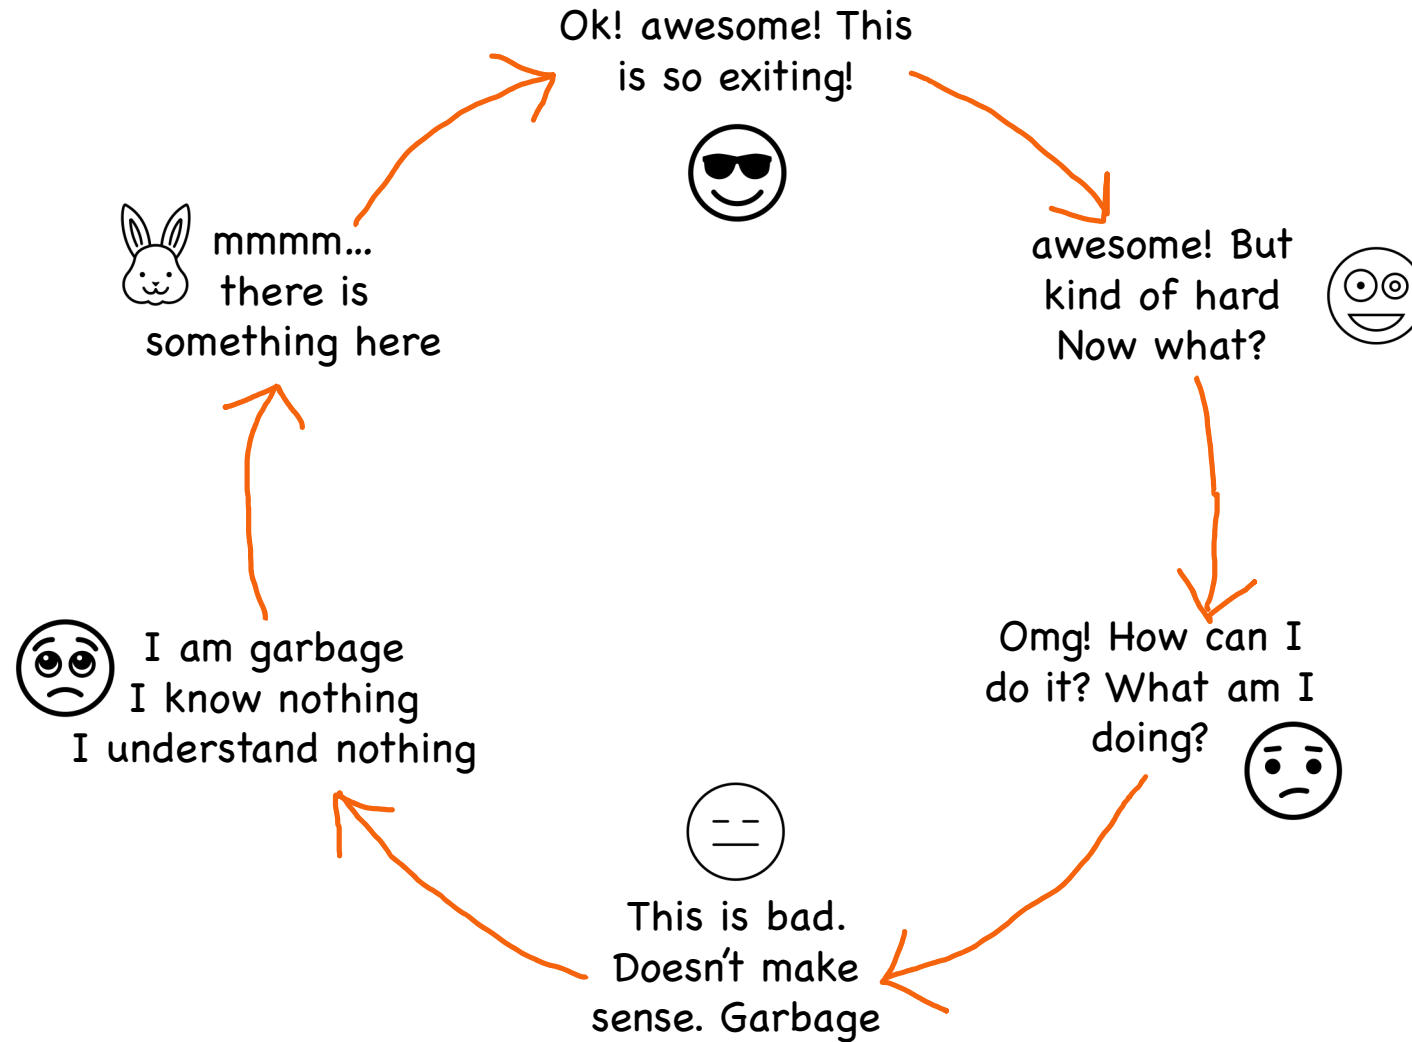 Ok! awesome! This
is so exiting!
awesome! But
kind of hard
Now what?
Omg! How can I
do it? What am I
doing?
This is bad.
Doesn't make
sense. Garbage
I am garbage
I know nothing
I understand nothing
mmmm...
there is
something here